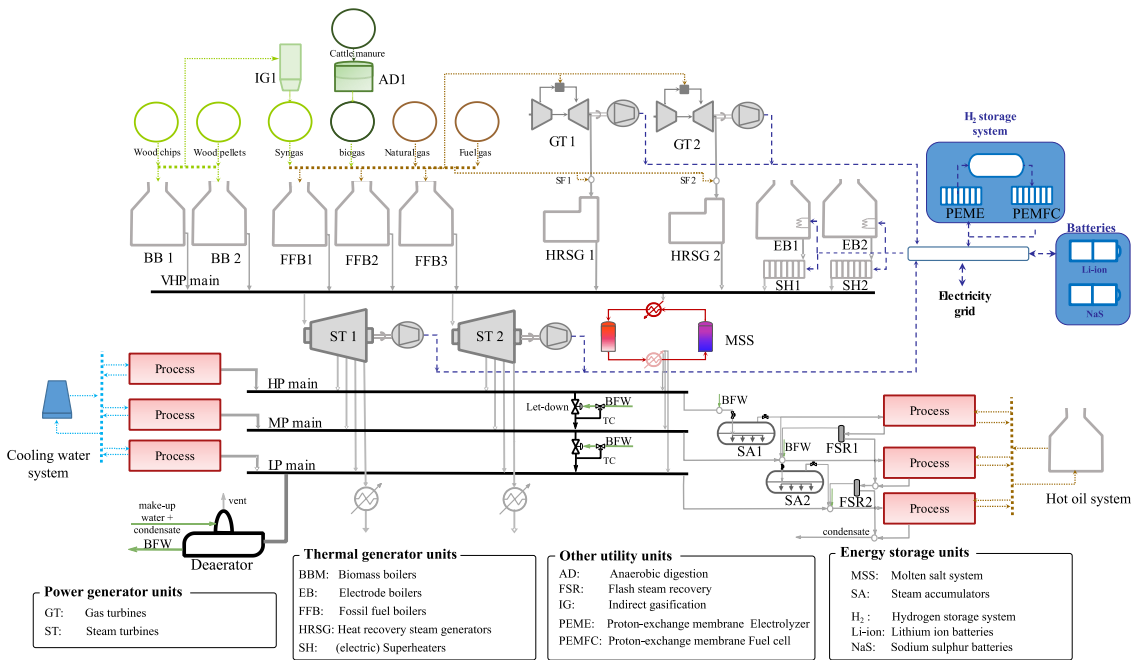 Cattle manure
IG1
AD1
Wood chips
Wood pellets
Syngas
biogas
Natural gas
Fuel gas
GT 1
GT 2
H2 storage
system
PEME
PEMFC
SF 1
SF 2
BB 1
BB 2
FFB1
FFB2
FFB3
HRSG 1
HRSG 2
EB1
EB2
SH1
SH2
Batteries
Li-ion
NaS
Electricity
grid
VHP main
ST 1
ST 2
MSS
Process
Process
Process
HP main
MP main
LP main
Let-down
BFW
TC
BFW
TC
BFW
SA1
BFW
SA2
FSR1
FSR2
Process
Process
Process
condensate
Cooling water
system
Hot oil system
vent
make-up
water +
condensate
BFW
Deaerator
Power generator units
GT: Gas turbines
ST: Steam turbines
Thermal generator units
BBM: Biomass boilers
EB: Electrode boilers
FFB: Fossil fuel boilers
HRSG: Heat recovery steam generators
SH: (electric) Superheaters
Other utility units
AD: Anaerobic digestion
FSR: Flash steam recovery
IG: Indirect gasification
PEME: Proton-exchange membrane Electrolyzer
PEMFC: Proton-exchange membrane Fuel cell
Energy storage units
MSS: Molten salt system
SA: Steam accumulators
H2 : Hydrogen storage system
Li-ion: Lithium ion batteries
NaS: Sodium sulphur batteries